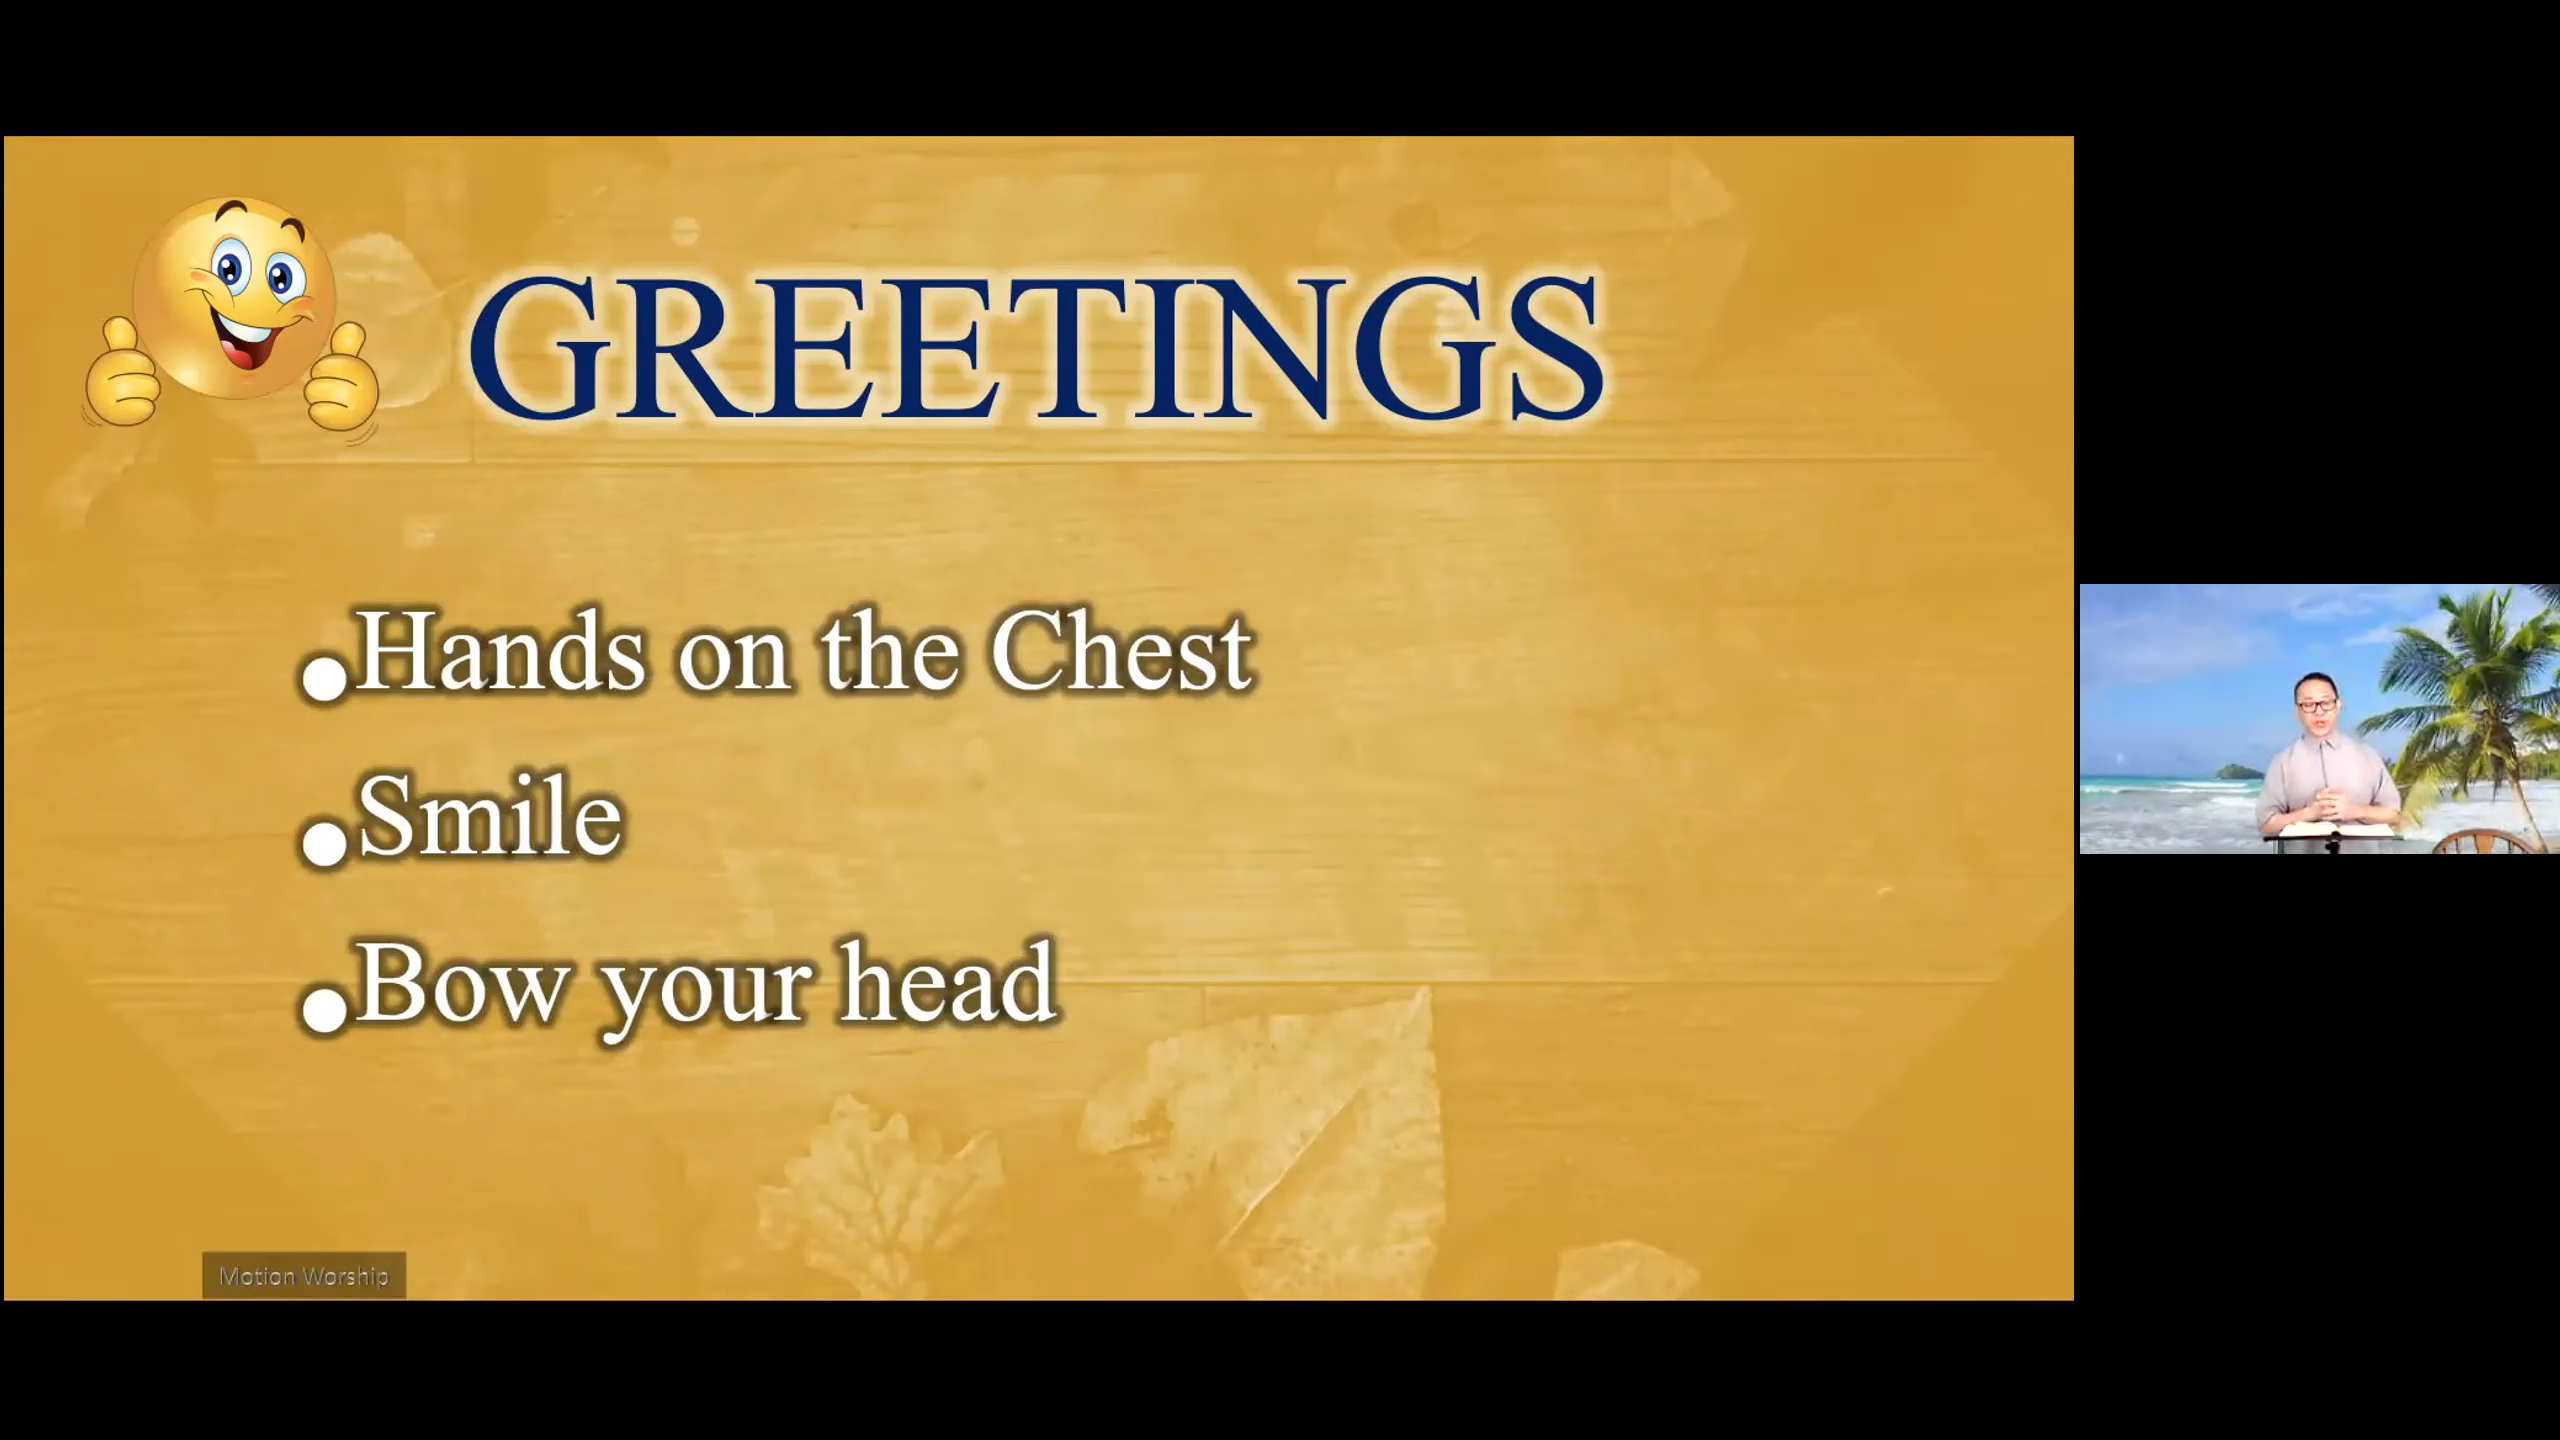 GREETINGS
•Hands on the Chest
•Smile
•Bow your head
Motion Worship